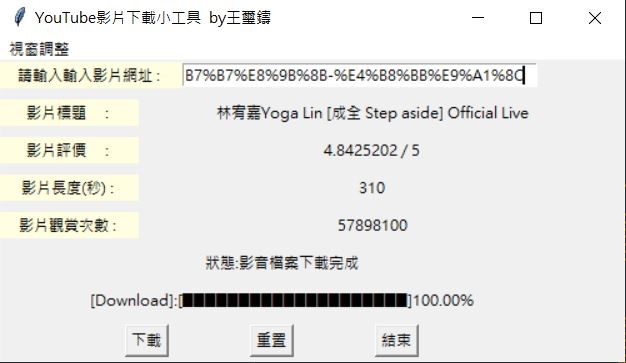 YouTube影片下載小工具 by王璽鑄
視窗調整
請輸入輸入影片網址 : B7%B7%E8%9B%8B-%E4%B8%BB%E9%A1%8C
影片標題 : 林宥嘉Yoga Lin [成全 Step aside] Official Live
影片評價 : 4.8425202 / 5
影片長度(秒) : 310
影片觀賞次數 : 57898100
狀態:影音檔案下載完成
[Download]:[████████████████████]100.00%
下載 重置 結束